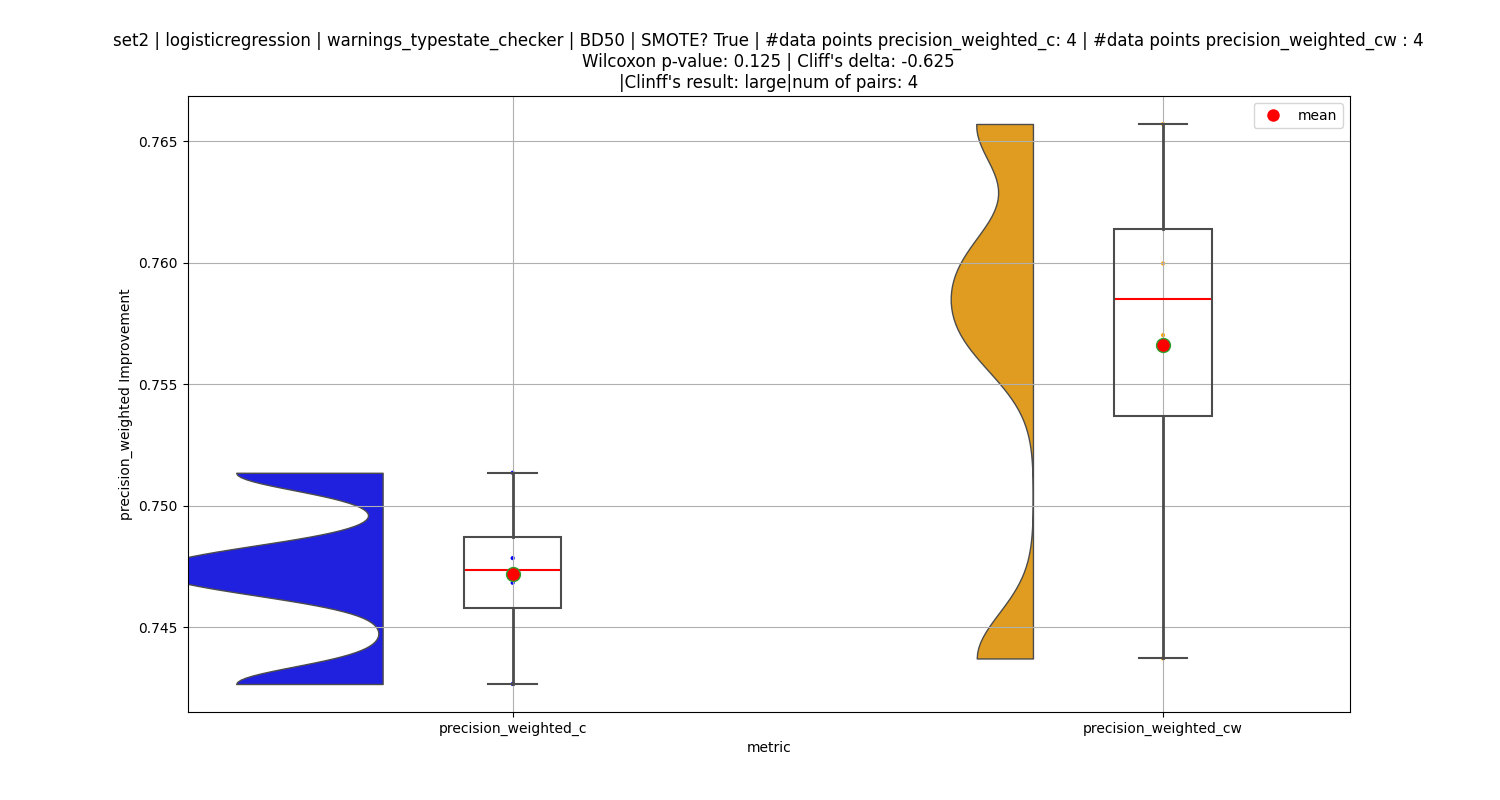 set2 | logisticregression | warnings_typestate_checker | BD50 | SMOTE? True | #data points precision_weighted_c: 4 | #data points precision_weighted_cw : 4
Wilcoxon p-value: 0.125 | Cliff's delta: -0.625
|Clinff's result: large|num of pairs: 4
mean
0.765
0.760
0.755
0.750
0.745
precision_weighted Improvement
precision_weighted_c
precision_weighted_cw
metric